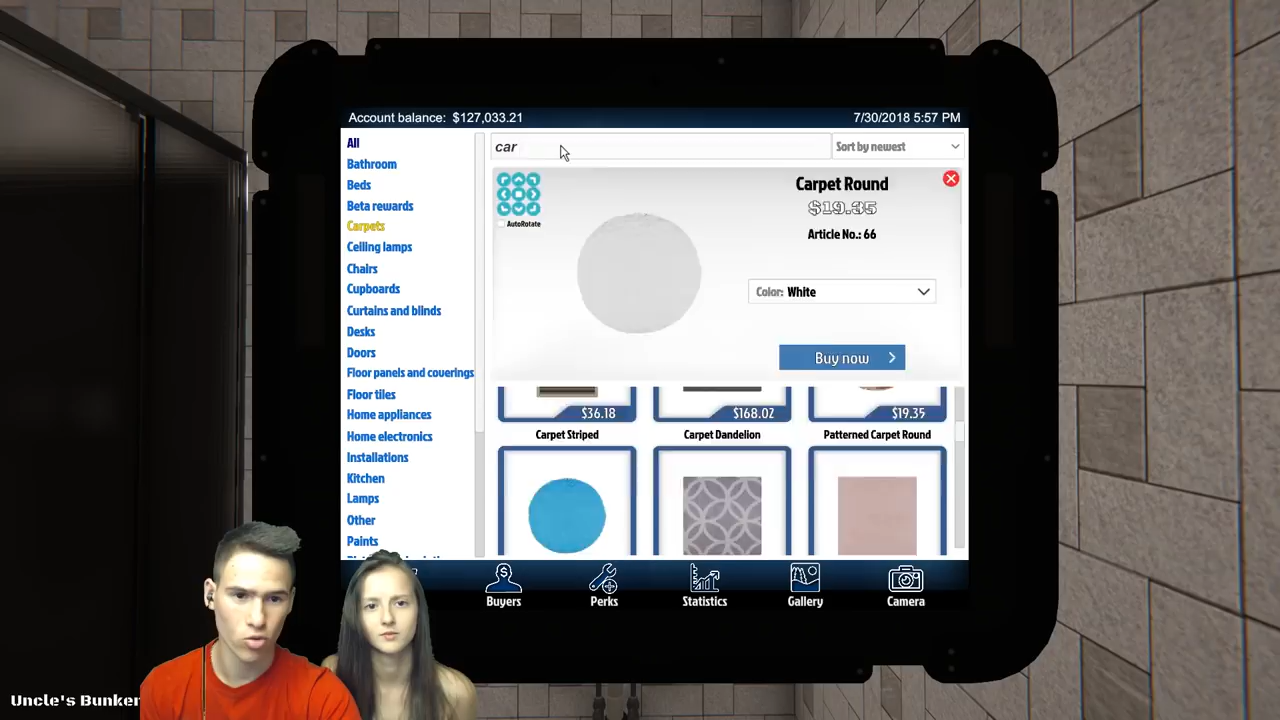 Account balance: $127,033.21
7/30/2018 5:57 PM
All
Bathroom
Beds
Beta rewards
Carpets
Ceiling lamps
Chairs
Cupboards
Curtains and blinds
Desks
Doors
Floor panels and coverings
Floor tiles
Home appliances
Home electronics
Installations
Kitchen
Lamps
Other
Paints
car
Sort by newest
AutoRotate
Carpet Round
$19.35
Article No.: 66
Color: White
Buy now
$36.18
$168.02
$19.35
Carpet Striped
Carpet Dandelion
Patterned Carpet Round
Buyers
Perks
Statistics
Gallery
Camera
Uncle's Bunker